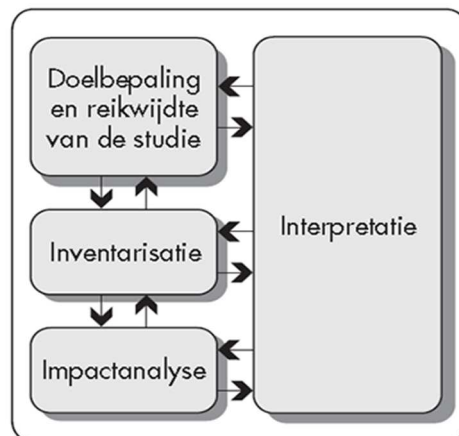 Doelbepaling
en reikwijdte
van de studie
Inventarisatie
Impactanalyse
Interpretatie